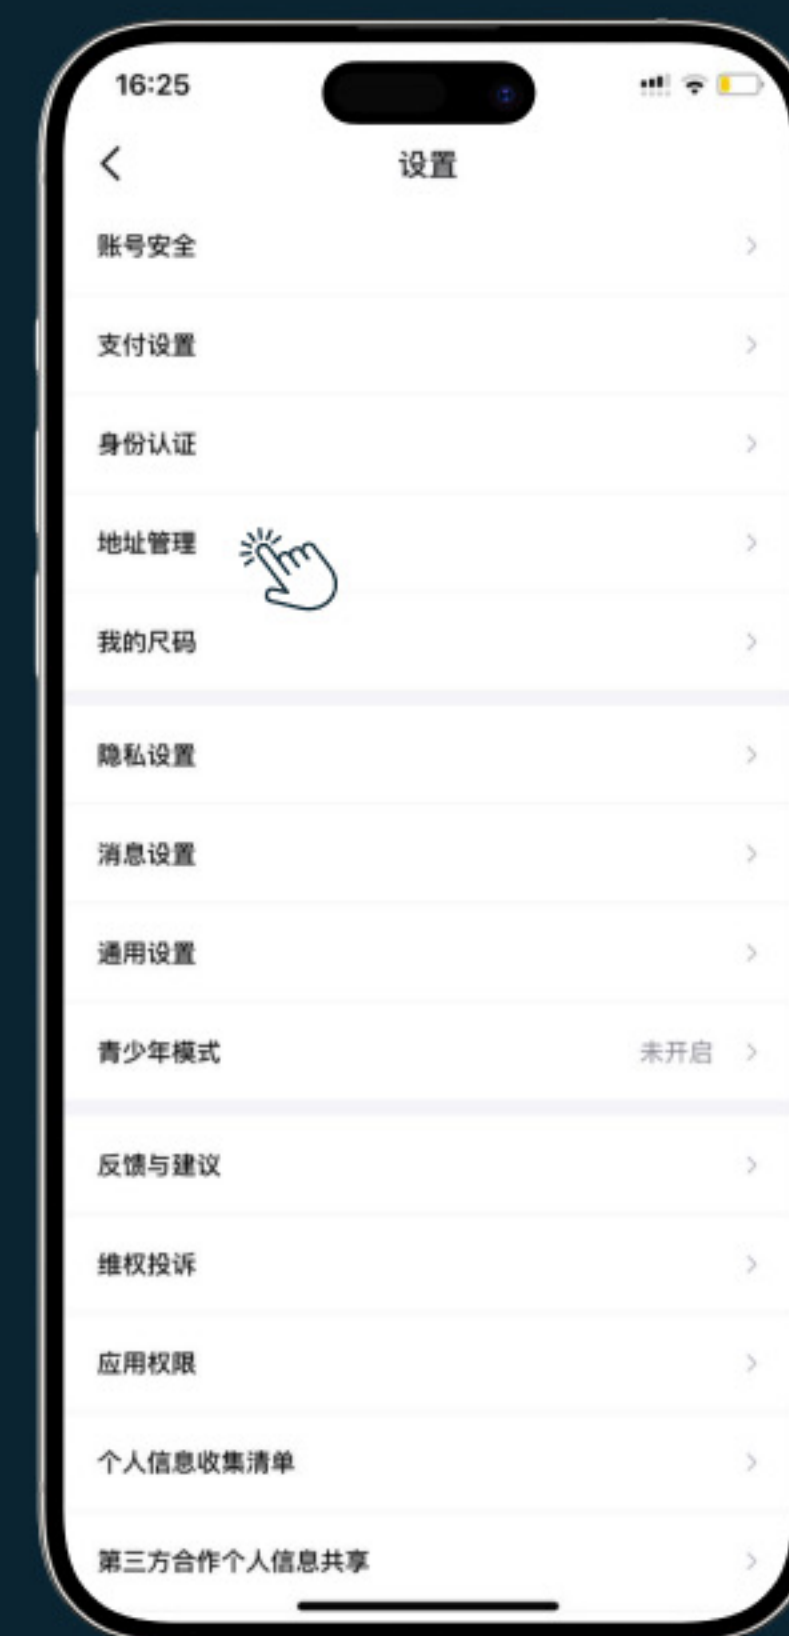 16:25
设置
账号安全
支付设置
身份认证
地址管理
我的尺码
隐私设置
消息设置
通用设置
青少年模式 未开启
反馈与建议
维权投诉
应用权限
个人信息收集清单
第三方合作个人信息共享